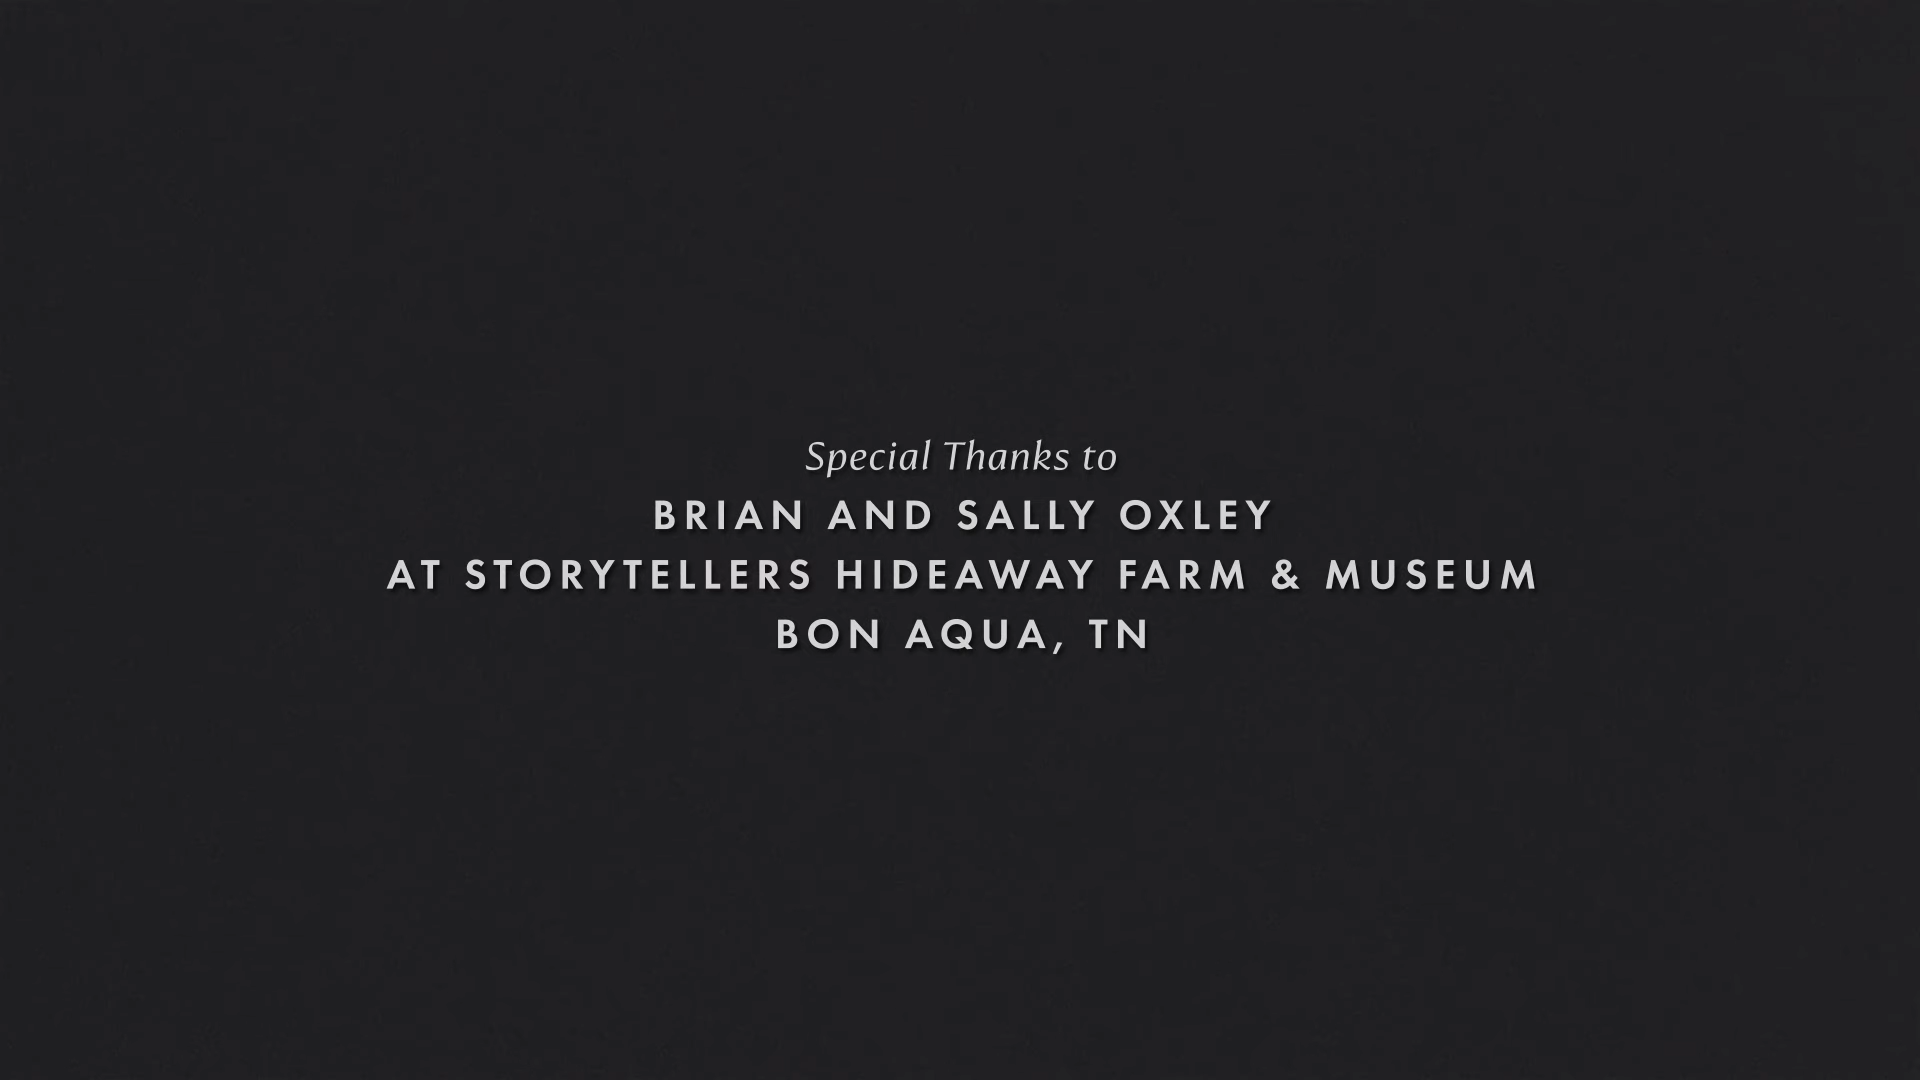 Special Thanks to
BRIAN AND SALLY OXLEY
AT STORYTELLERS HIDEAWAY FARM & MUSEUM
BON AQUA, TN